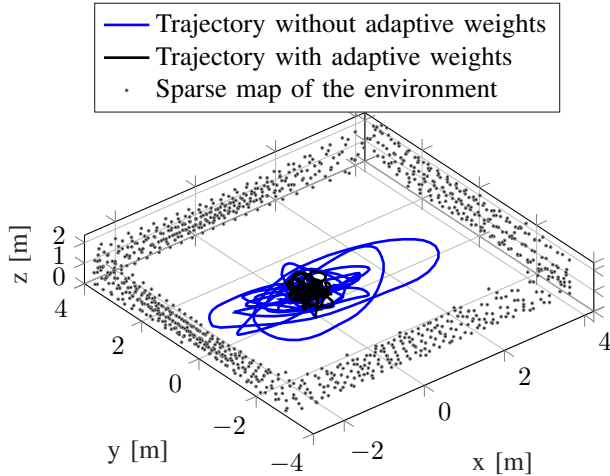 Trajectory without adaptive weights
Trajectory with adaptive weights
Sparse map of the environment
z [m]
2
1
0
4
2
0
−2
−4
y [m]
−2
0
2
4
x [m]